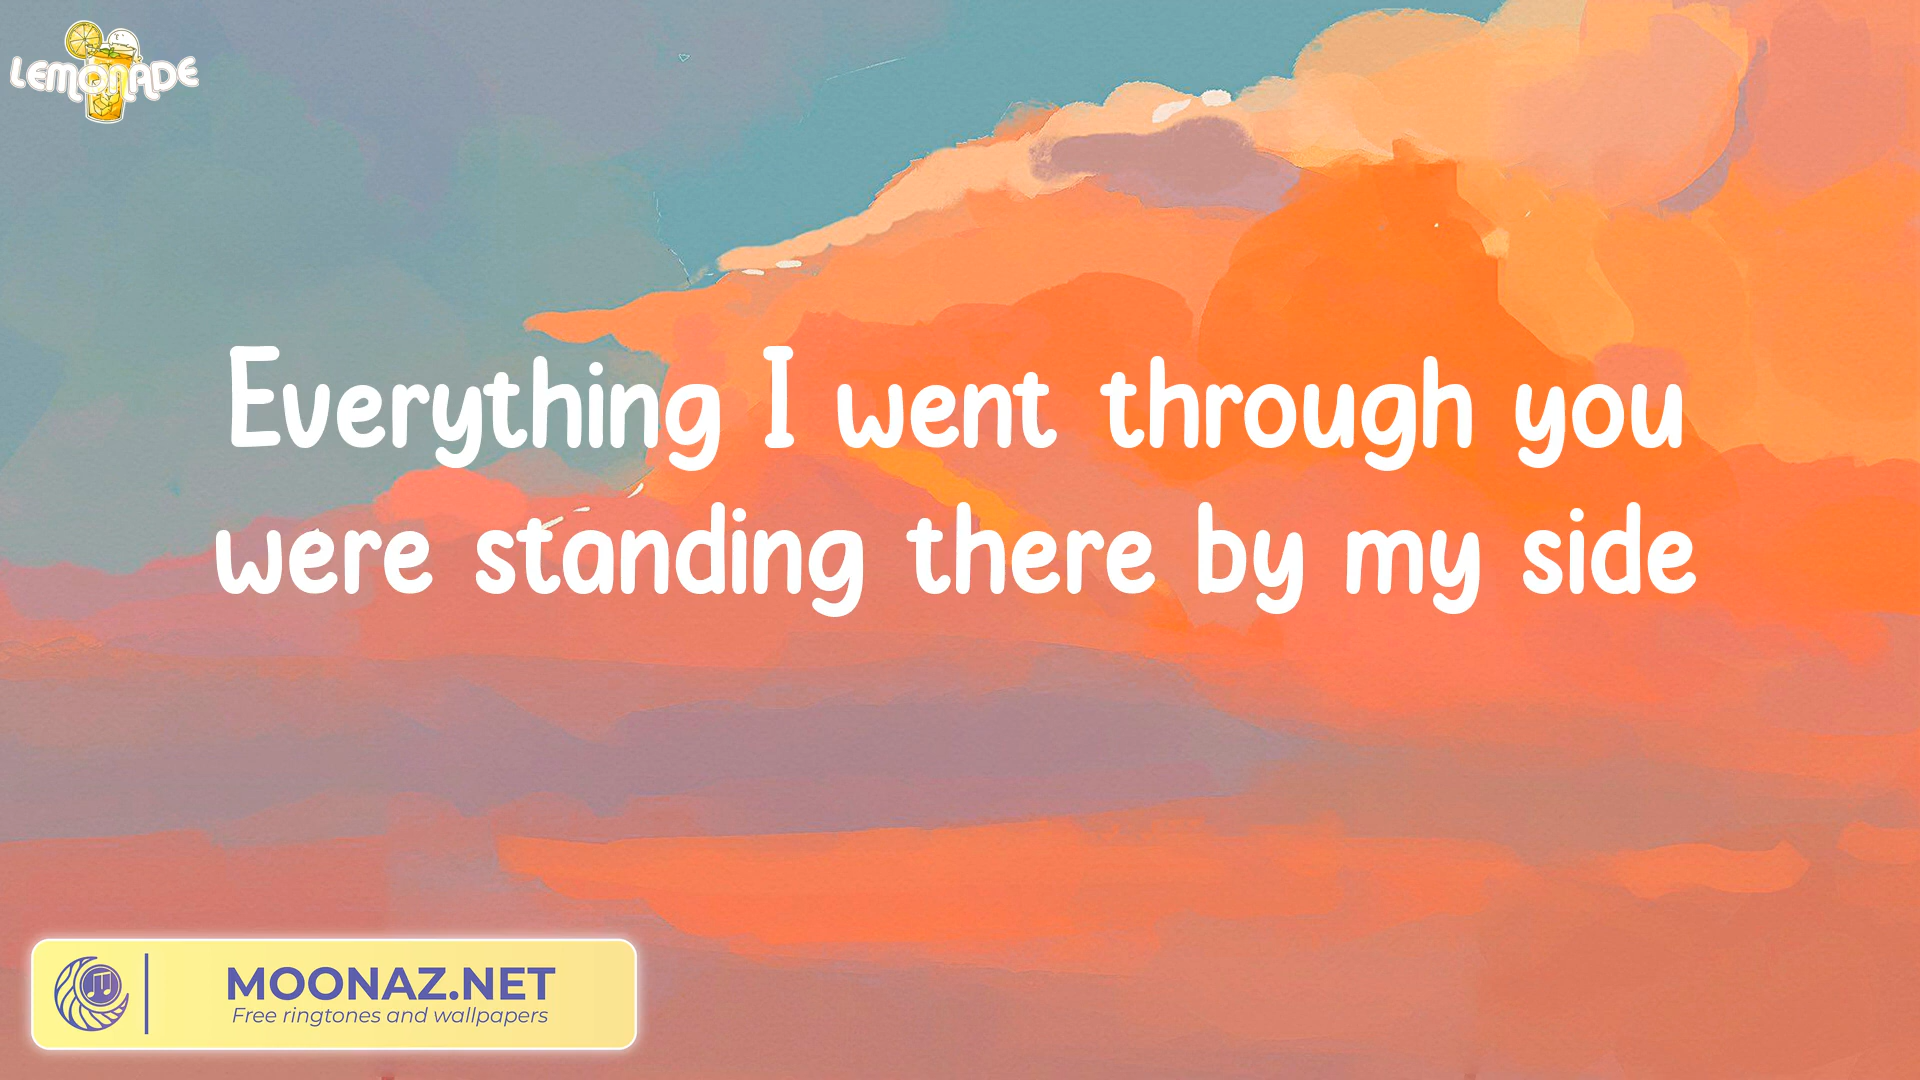 LEMONADE
Everything I went through you
were standing there by my side
MOONAZ.NET
Free ringtones and wallpapers